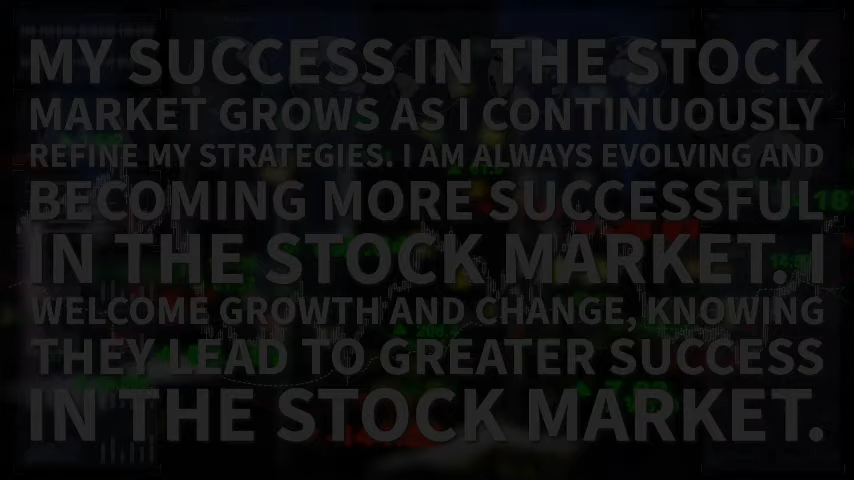 MY SUCCESS IN THE STOCK
MARKET GROWS AS I CONTINUOUSLY
REFINE MY STRATEGIES. I AM ALWAYS EVOLVING AND
BECOMING MORE SUCCESSFUL
IN THE STOCK MARKET. I
WELCOME GROWTH AND CHANGE, KNOWING
THEY LEAD TO GREATER SUCCESS
IN THE STOCK MARKET.